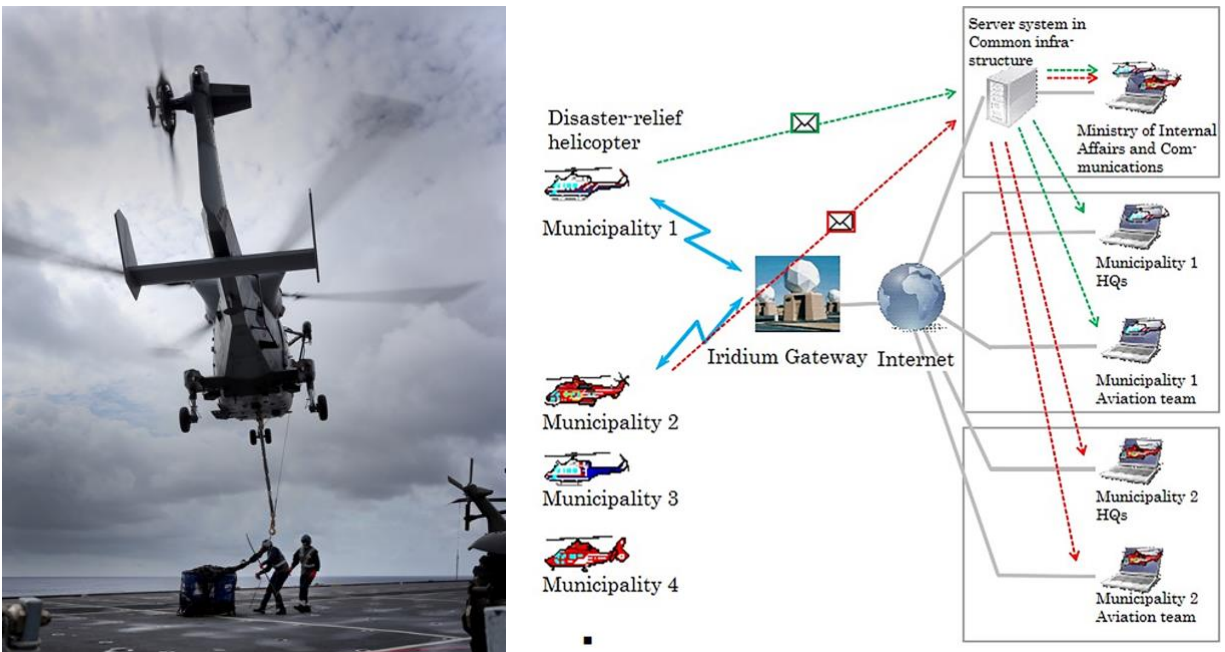 Server system in
Common infra-
structure
Ministry of Internal
Affairs and Com-
munications
Disaster-relief
helicopter
Municipality 1
Municipality 1
HQs
Iridium Gateway
Internet
Municipality 1
Aviation team
Municipality 2
Municipality 3
Municipality 2
HQs
Municipality 4
Municipality 2
Aviation team